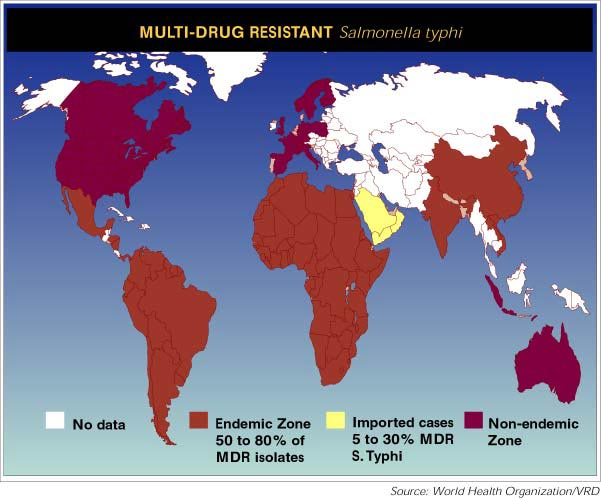 MULTI-DRUG RESISTANT Salmonella typhi
No data
Endemic Zone
50 to 80% of
MDR isolates
Imported cases
5 to 30% MDR
S. Typhi
Non-endemic
Zone
Source: World Health Organization/VRD